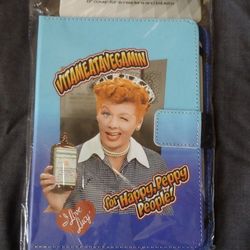 VITAMEATAVEGAMIN
for Happy, Peppy
People!
I Love
Lucy